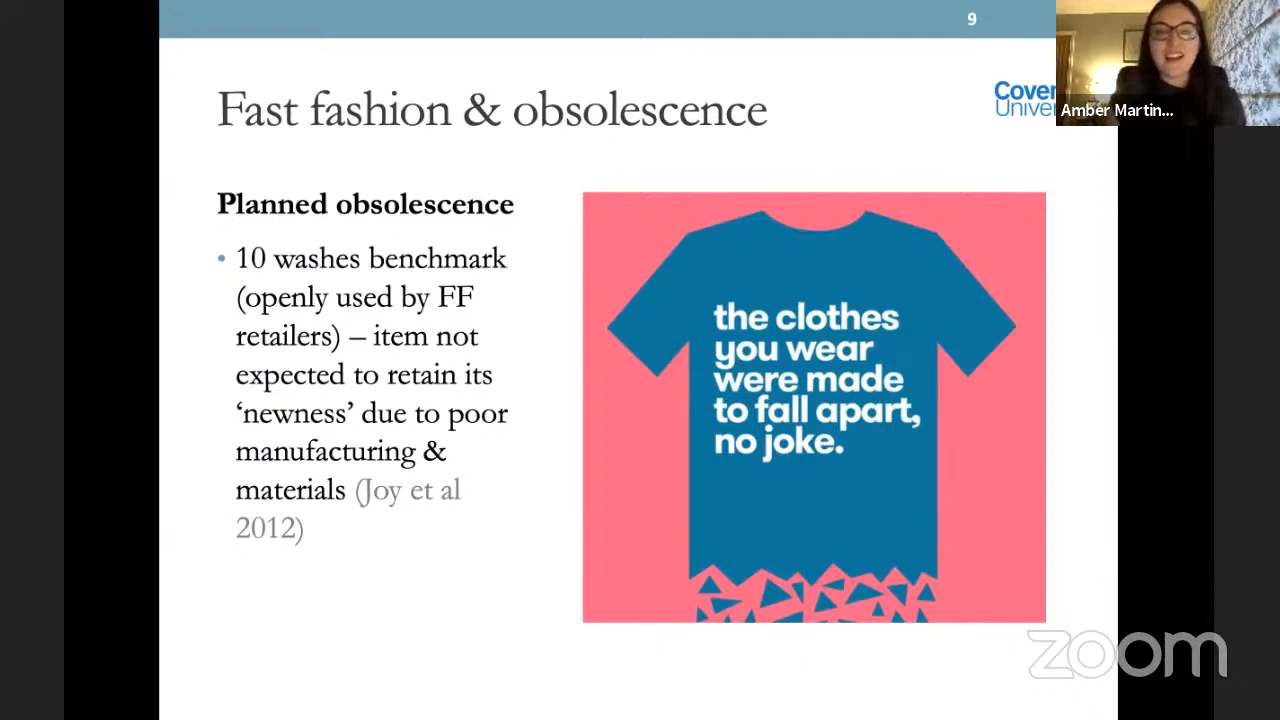 9
Fast fashion & obsolescence
Cover
Univer
Amber Martin...
Planned obsolescence
• 10 washes benchmark
(openly used by FF
retailers) – item not
expected to retain its
‘newness’ due to poor
manufacturing &
materials (Joy et al
2012)
the clothes
you wear
were made
to fall apart,
no joke.
zoom